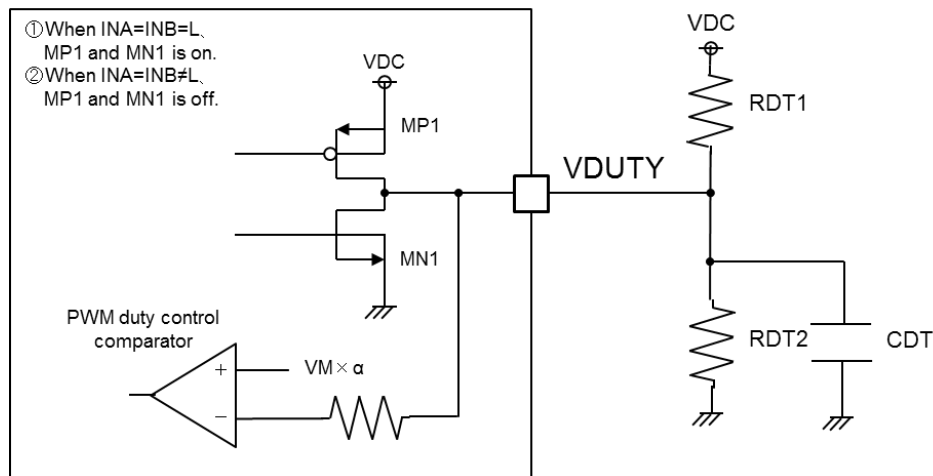 ①When INA=INB=L、
MP1 and MN1 is on.
②When INA=INB≠L、
MP1 and MN1 is off.
VDC
MP1
MN1
PWM duty control
comparator
+
VM×α
−
VDUTY
VDC
RDT1
RDT2
CDT